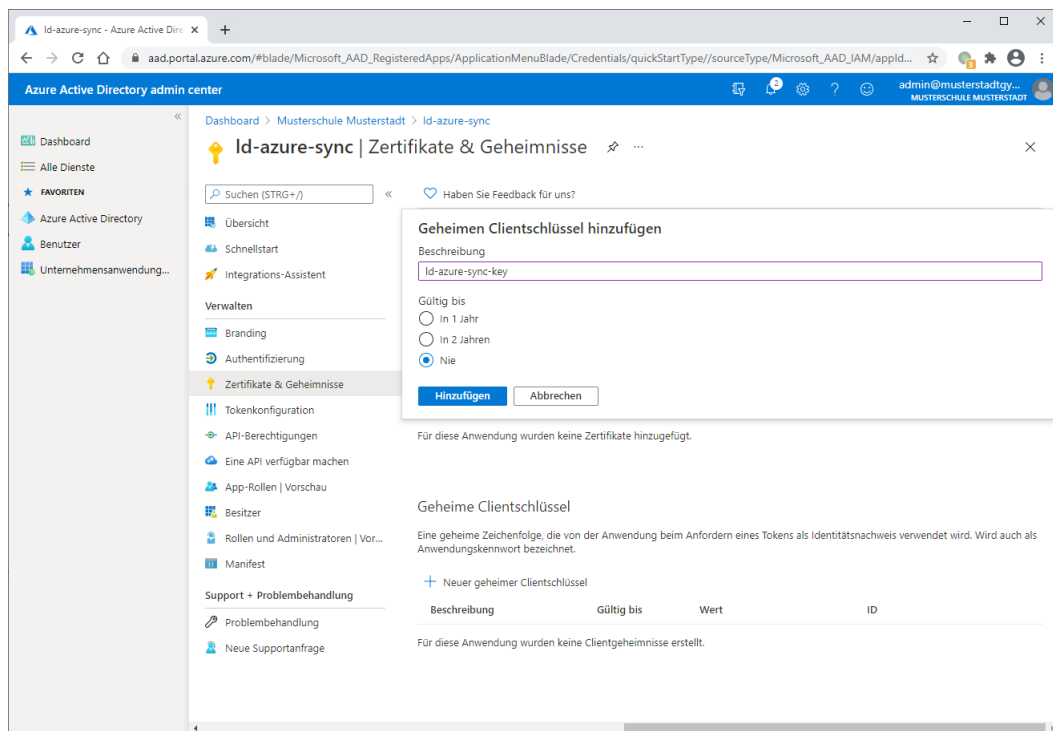 ld-azure-sync - Azure Active Dire
aad.portal.azure.com/#blade/Microsoft_AAD_RegisteredApps/ApplicationMenuBlade/Credentials/quickStartType//sourceType/Microsoft_AAD_IAM/appId...
3
Azure Active Directory admin center
2
admin@musterstadtgy...
MUSTERSCHULE MUSTERSTADT
Dashboard
Alle Dienste
FAVORITEN
Azure Active Directory
Benutzer
Unternehmensanwendung...
Dashboard > Musterschule Musterstadt > ld-azure-sync
ld-azure-sync | Zertifikate & Geheimnisse
Suchen (STRG+/)
Übersicht
Schnellstart
Integrations-Assistent
Verwalten
Branding
Authentifizierung
Zertifikate & Geheimnisse
Tokenkonfiguration
API-Berechtigungen
Eine API verfügbar machen
App-Rollen | Vorschau
Besitzer
Rollen und Administratoren | Vor...
Manifest
Support + Problembehandlung
Problembehandlung
Neue Supportanfrage
Haben Sie Feedback für uns?
Geheimen Clientschlüssel hinzufügen
Beschreibung
ld-azure-sync-key
Gültig bis
In 1 Jahr
In 2 Jahren
Nie
Hinzufügen Abbrechen
Für diese Anwendung wurden keine Zertifikate hinzugefügt.
Geheime Clientschlüssel
Eine geheime Zeichenfolge, die von der Anwendung beim Anfordern eines Tokens als Identitätsnachweis verwendet wird. Wird auch als
Anwendungskennwort bezeichnet.
Neuer geheimer Clientschlüssel
Beschreibung Gültig bis Wert ID
Für diese Anwendung wurden keine Clientgeheimnisse erstellt.